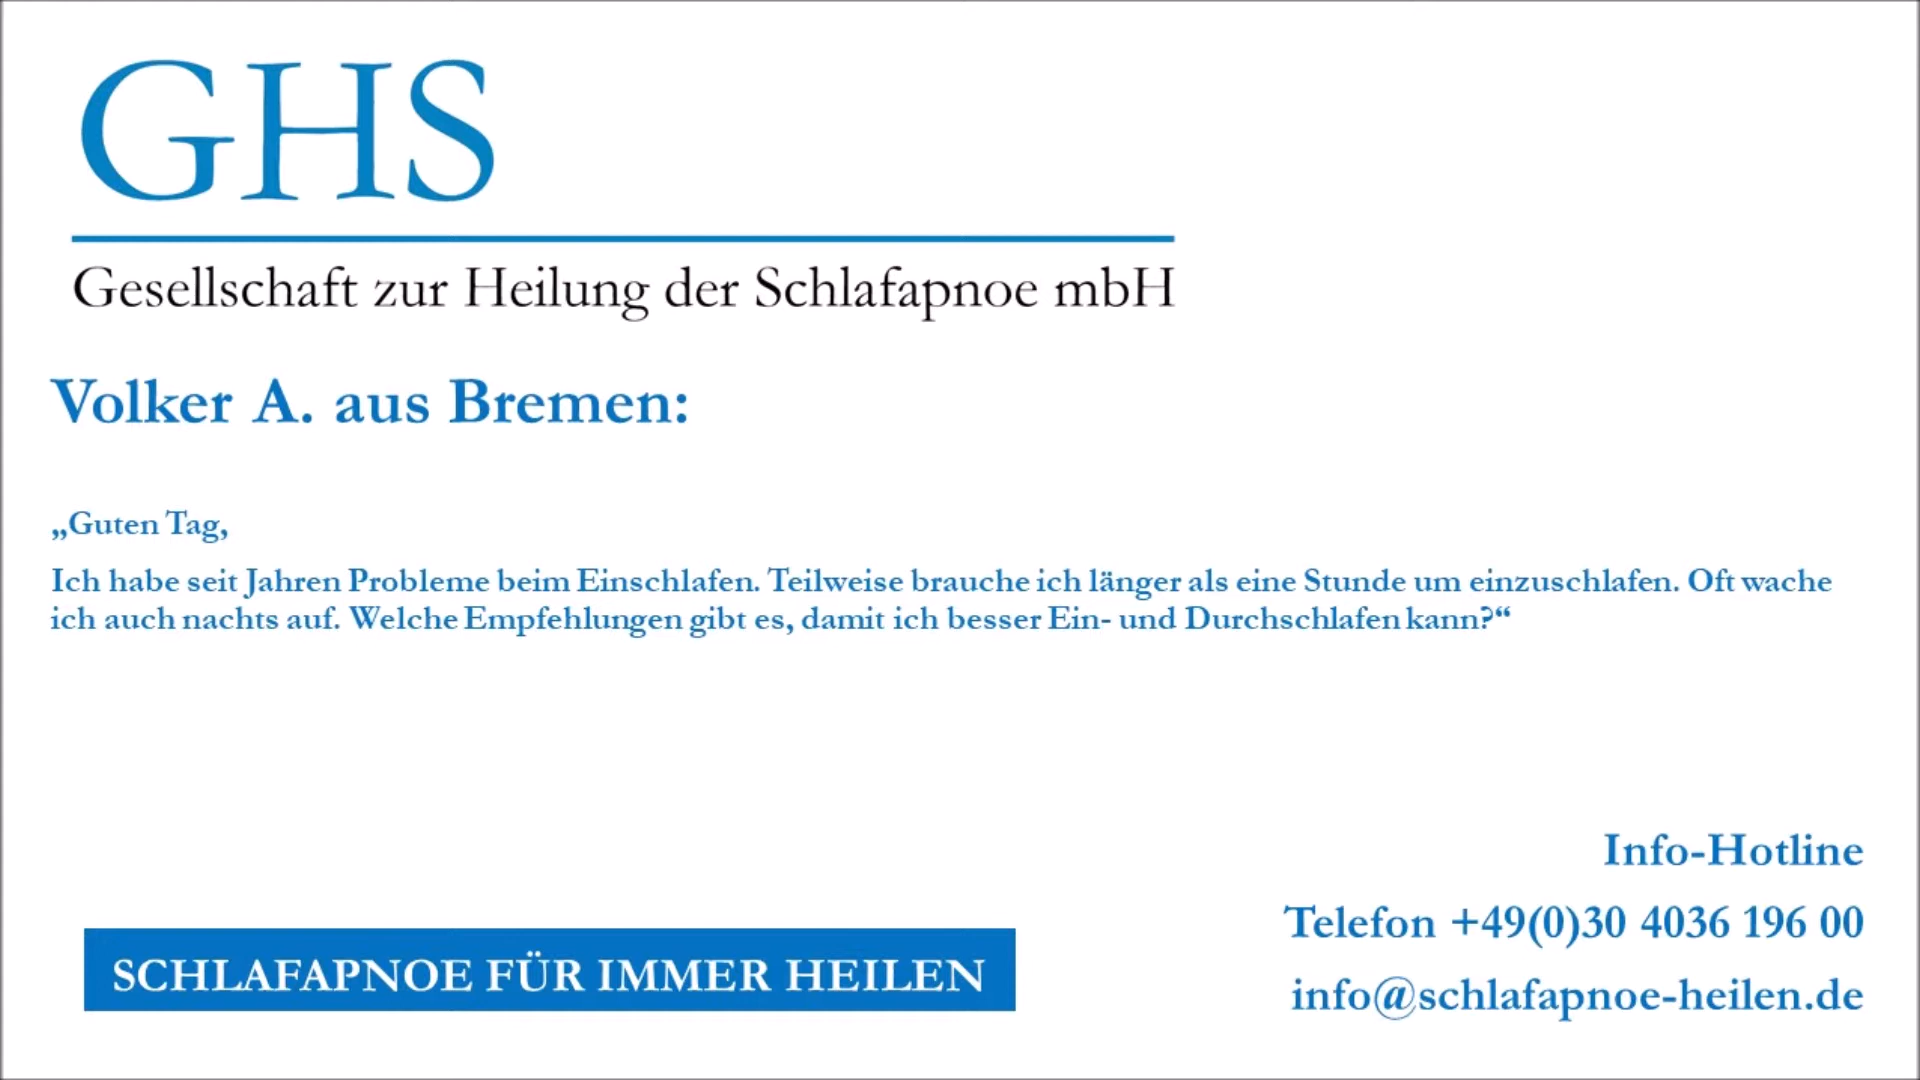 GHS
Gesellschaft zur Heilung der Schlafapnoe mbH
Volker A. aus Bremen:
„Guten Tag,
Ich habe seit Jahren Probleme beim Einschlafen. Teilweise brauche ich länger als eine Stunde um einzuschlafen. Oft wache
ich auch nachts auf. Welche Empfehlungen gibt es, damit ich besser Ein- und Durchschlafen kann?“
Info-Hotline
Telefon +49(0)30 4036 196 00
info@schlafapnoe-heilen.de
SCHLAFAPNOE FÜR IMMER HEILEN